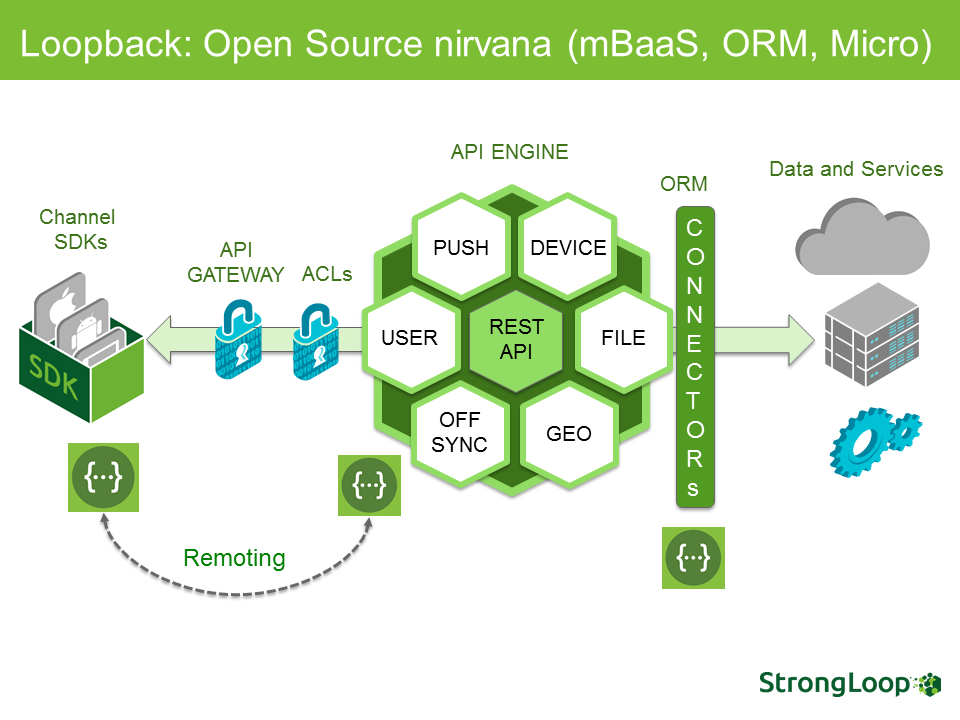 Loopback: Open Source nirvana (mBaaS, ORM, Micro)
API ENGINE
Data and Services
ORM
Channel
SDKs
API
GATEWAY
ACLs
PUSH
DEVICE
USER
REST
API
FILE
OFF
SYNC
GEO
C
O
N
N
E
C
T
O
R
s
SDK
{···}
{···}
{···}
Remoting
StrongLoop